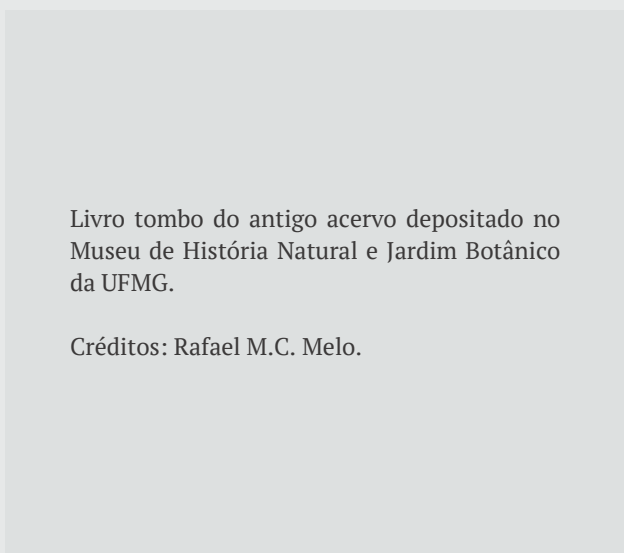 Livro tombo do antigo acervo depositado no
Museu de História Natural e Jardim Botânico
da UFMG.
Créditos: Rafael M.C. Melo.